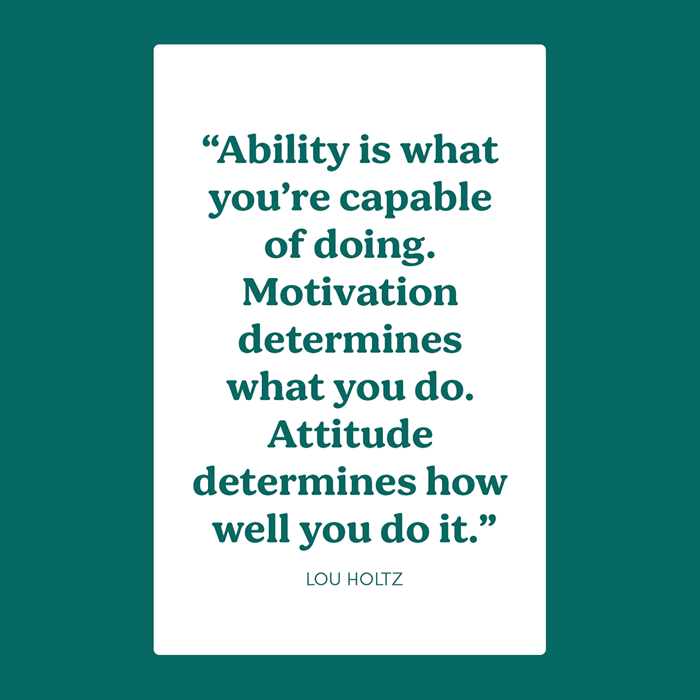 “Ability is what
you’re capable
of doing.
Motivation
determines
what you do.
Attitude
determines how
well you do it.”
LOU HOLTZ